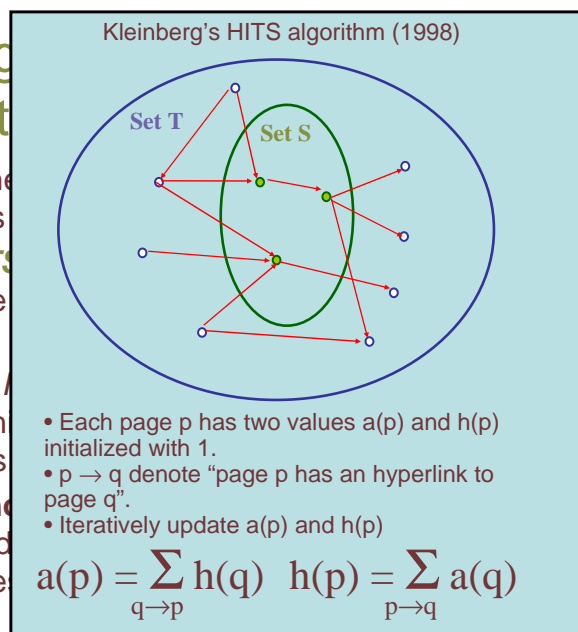 Kleinberg's HITS algorithm (1998)
Set T
Set S
• Each page p has two values a(p) and h(p)
initialized with 1.
• p → q denote “page p has an hyperlink to
page q”.
• Iteratively update a(p) and h(p)
a(p) = Σ h(q) h(p) = Σ a(q)
q→p p→q